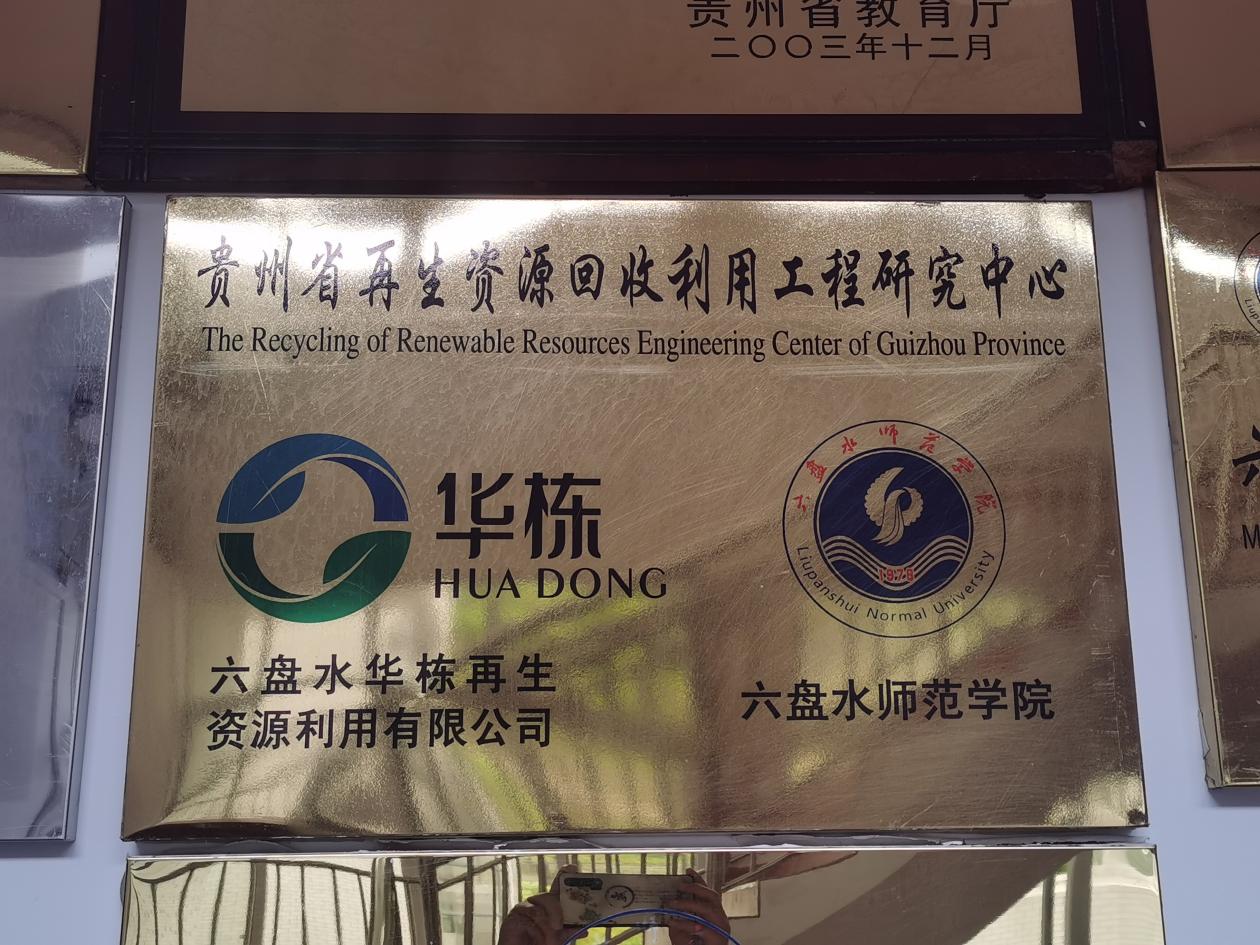 贵州省教育厅
二〇〇三年十二月
贵州省再生资源回收利用工程研究中心
The Recycling of Renewable Resources Engineering Center of Guizhou Province
华栋
HUA DONG
六盘水师范学院
1978
Liupanshui Normal University
六盘水华栋再生
资源利用有限公司
六盘水师范学院